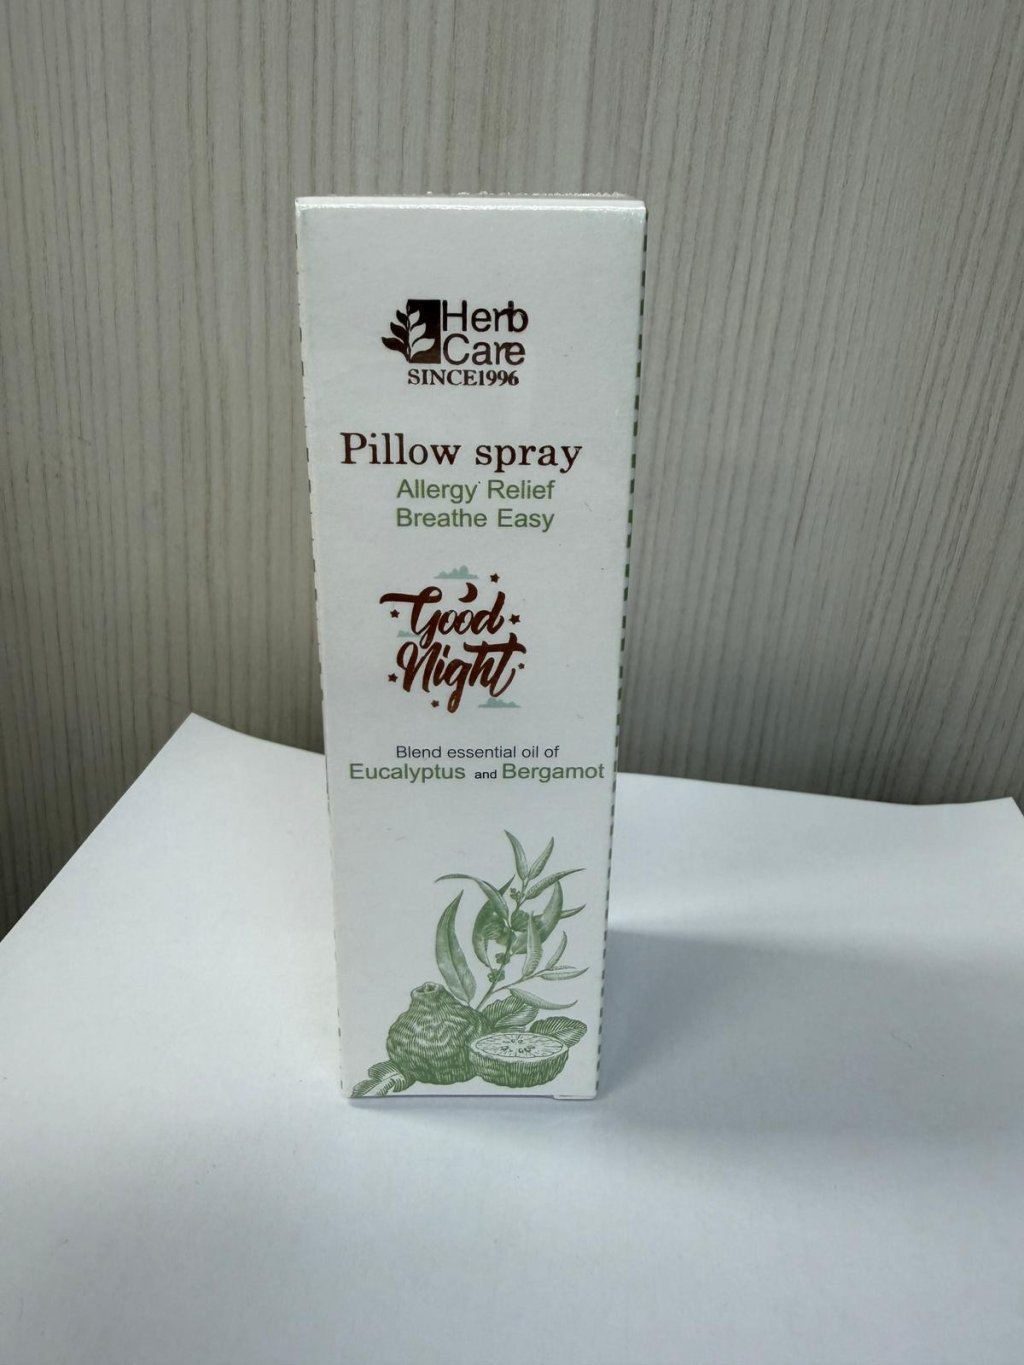 Herb
Care
SINCE1996
Pillow spray
Allergy Relief
Breathe Easy
Good
Night
Blend essential oil of
Eucalyptus and Bergamot